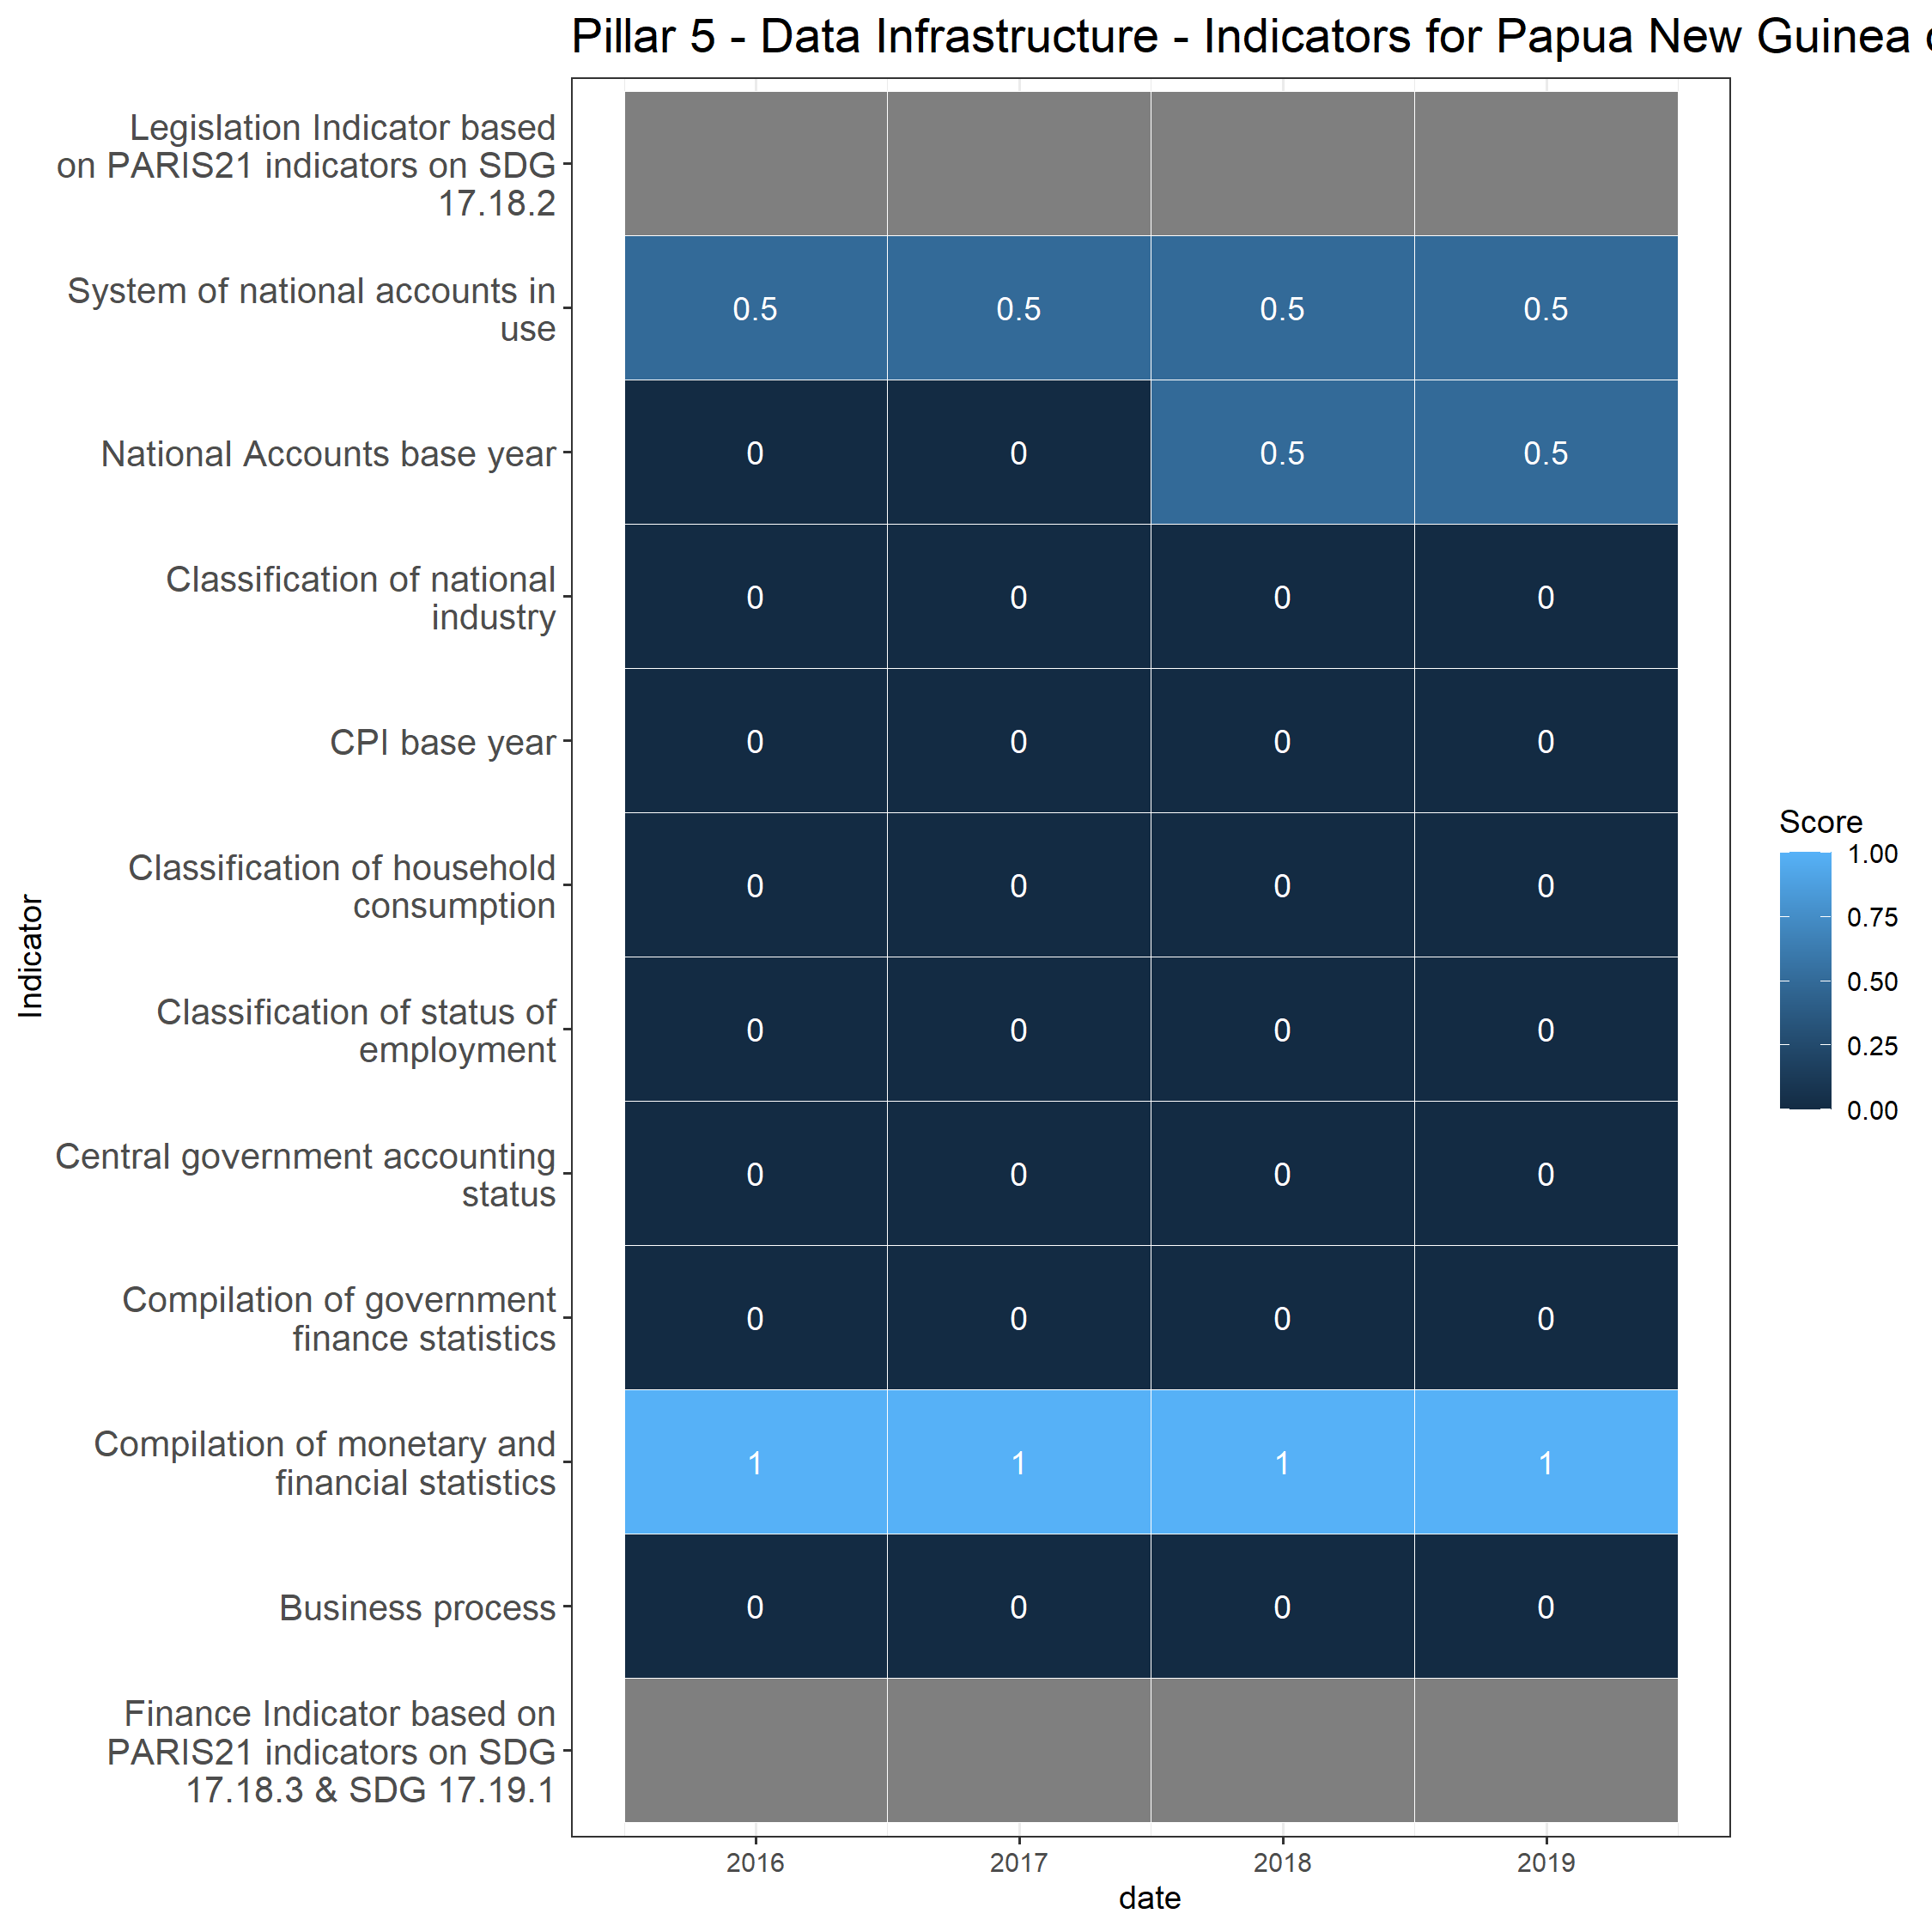 Pillar 5 - Data Infrastructure - Indicators for Papua New Guinea
Legislation Indicator based
on PARIS21 indicators on SDG
17.18.2
System of national accounts in
use
0.5 0.5 0.5 0.5
National Accounts base year
0 0 0.5 0.5
Classification of national
industry
0 0 0 0
CPI base year
0 0 0 0
Classification of household
consumption
0 0 0 0
Classification of status of
employment
0 0 0 0
Central government accounting
status
0 0 0 0
Compilation of government
finance statistics
0 0 0 0
Compilation of monetary and
financial statistics
1 1 1 1
Business process
0 0 0 0
Finance Indicator based on
PARIS21 indicators on SDG
17.18.3 & SDG 17.19.1
Indicator
2016 2017 2018 2019
date
Score
1.00
0.75
0.50
0.25
0.00